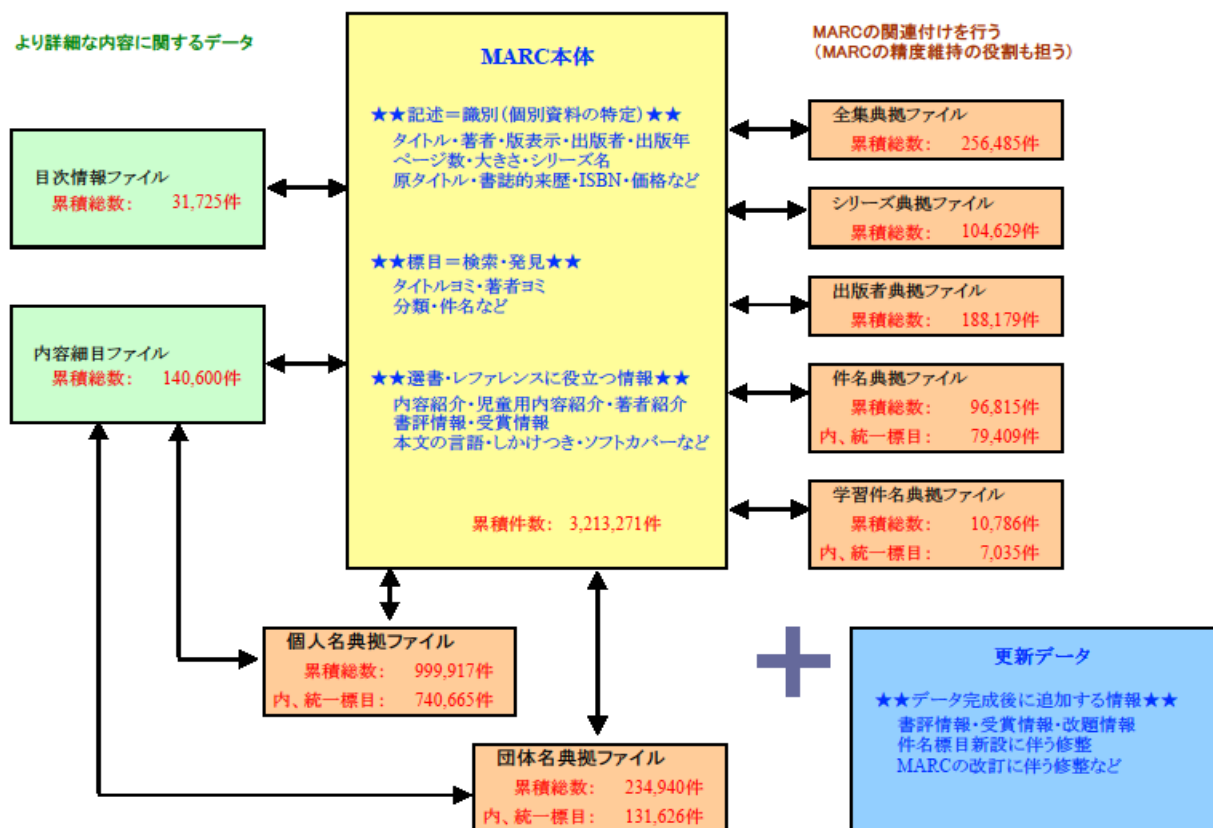 より詳細な内容に関するデータ
目次情報ファイル
累積総数： 31,725件
内容細目ファイル
累積総数： 140,600件
MARC本体
★★記述＝識別（個別資料の特定）★★
タイトル・著者・版表示・出版者・出版年
ページ数・大きさ・シリーズ名
原タイトル・書誌的来歴・ISBN・価格など
★★標目＝検索・発見★★
タイトルヨミ・著者ヨミ
分類・件名など
★★選書・レファレンスに役立つ情報★★
内容紹介・児童用内容紹介・著者紹介
書評情報・受賞情報
本文の言語・しかけつき・ソフトカバーなど
累積件数： 3,213,271件
MARCの関連付けを行う
（MARCの精度維持の役割も担う）
全集典拠ファイル
累積総数： 256,485件
シリーズ典拠ファイル
累積総数： 104,629件
出版者典拠ファイル
累積総数： 188,179件
件名典拠ファイル
累積総数： 96,815件
内、統一標目： 79,409件
学習件名典拠ファイル
累積総数： 10,786件
内、統一標目： 7,035件
個人名典拠ファイル
累積総数： 999,917件
内、統一標目： 740,665件
団体名典拠ファイル
累積総数： 234,940件
内、統一標目： 131,626件
更新データ
★★データ完成後に追加する情報★★
書評情報・受賞情報・改題情報
件名標目新設に伴う修整
MARCの改訂に伴う修整など